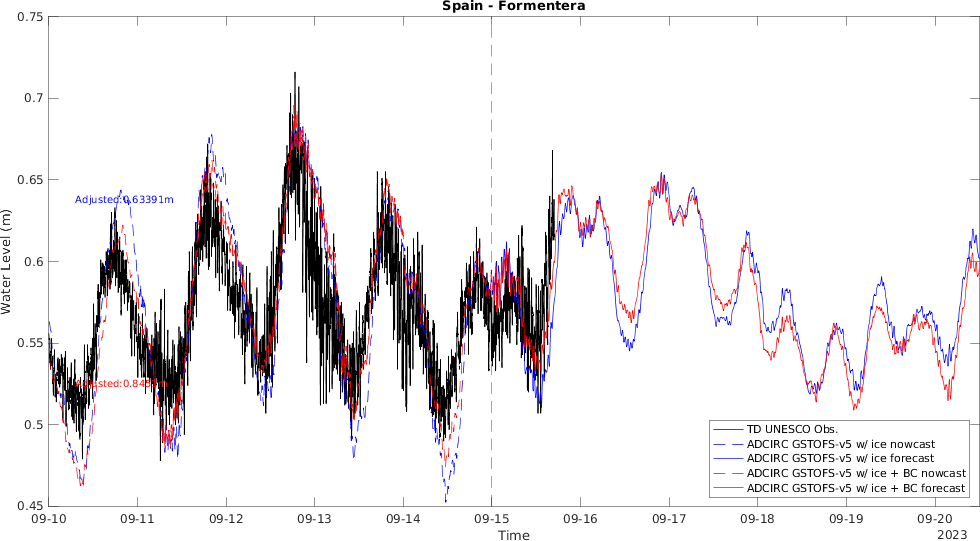 Spain - Formentera
0.75
0.7
0.65
Adjusted:0.63391m
0.6
Water Level (m)
0.55
0.5
0.45
TD UNESCO Obs.
ADCIRC GSTOFS-v5 w/ ice nowcast
ADCIRC GSTOFS-v5 w/ ice forecast
ADCIRC GSTOFS-v5 w/ ice + BC nowcast
ADCIRC GSTOFS-v5 w/ ice + BC forecast
09-10 09-11 09-12 09-13 09-14 09-15 09-16 09-17 09-18 09-19 09-20
Time
2023